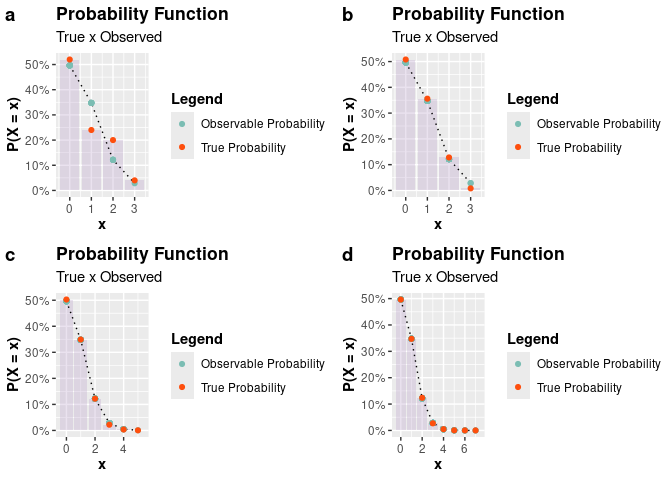 a
Probability Function
True x Observed
50%
40%
30%
20%
10%
0%
P(X = x)
0 1 2 3
x
Legend
Observable Probability
True Probability
b
Probability Function
True x Observed
50%
40%
30%
20%
10%
0%
P(X = x)
0 1 2 3
x
Legend
Observable Probability
True Probability
c
Probability Function
True x Observed
50%
40%
30%
20%
10%
0%
P(X = x)
0 2 4
x
Legend
Observable Probability
True Probability
d
Probability Function
True x Observed
50%
40%
30%
20%
10%
0%
P(X = x)
0 2 4 6
x
Legend
Observable Probability
True Probability